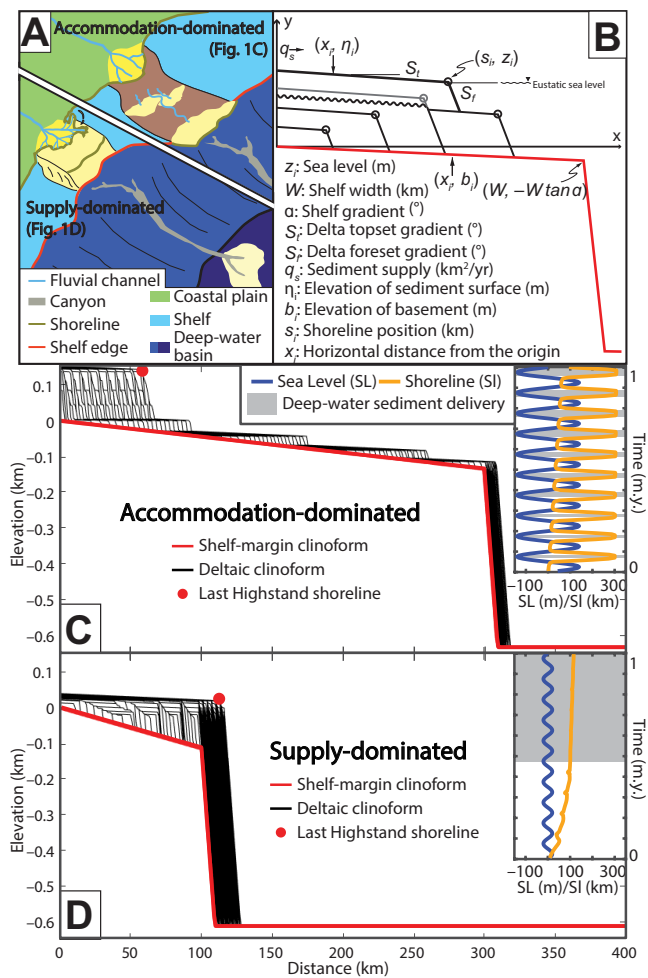 A
Accommodation-dominated
(Fig. 1C)
Supply-dominated
(Fig. 1D)
Fluvial channel
Canyon
Shoreline
Shelf edge
Coastal plain
Shelf
Deep-water
basin
B
y
q_s
(x_i, η_i)
S_t
(s_i, z_i)
S_f
Eustatic sea level
x
(x_i, b_i)
(W, −W tanα)
z_i: Sea level (m)
W: Shelf width (km)
α: Shelf gradient (°)
S_t: Delta topset gradient (°)
S_f: Delta foreset gradient (°)
q_s: Sediment supply (km²/yr)
η_i: Elevation of sediment surface (m)
b_i: Elevation of basement (m)
s_i: Shoreline position (km)
x_i: Horizontal distance from the origin
Sea Level (SL)
Shoreline (Sl)
Deep-water sediment delivery
0.1
0
−0.1
−0.2
−0.3
−0.4
−0.5
−0.6
Elevation (km)
Accommodation-dominated
Shelf-margin clinoform
Deltaic clinoform
Last Highstand shoreline
C
1
Time (m.y.)
0
−100 0 100 300
SL (m)/Sl (km)
0.1
0
−0.1
−0.2
−0.3
−0.4
−0.5
−0.6
Elevation (km)
Supply-dominated
Shelf-margin clinoform
Deltaic clinoform
Last Highstand shoreline
D
1
Time (m.y.)
0
−100 0 100 300
SL (m)/Sl (km)
0 50 100 150 200 250 300 350 400
Distance (km)